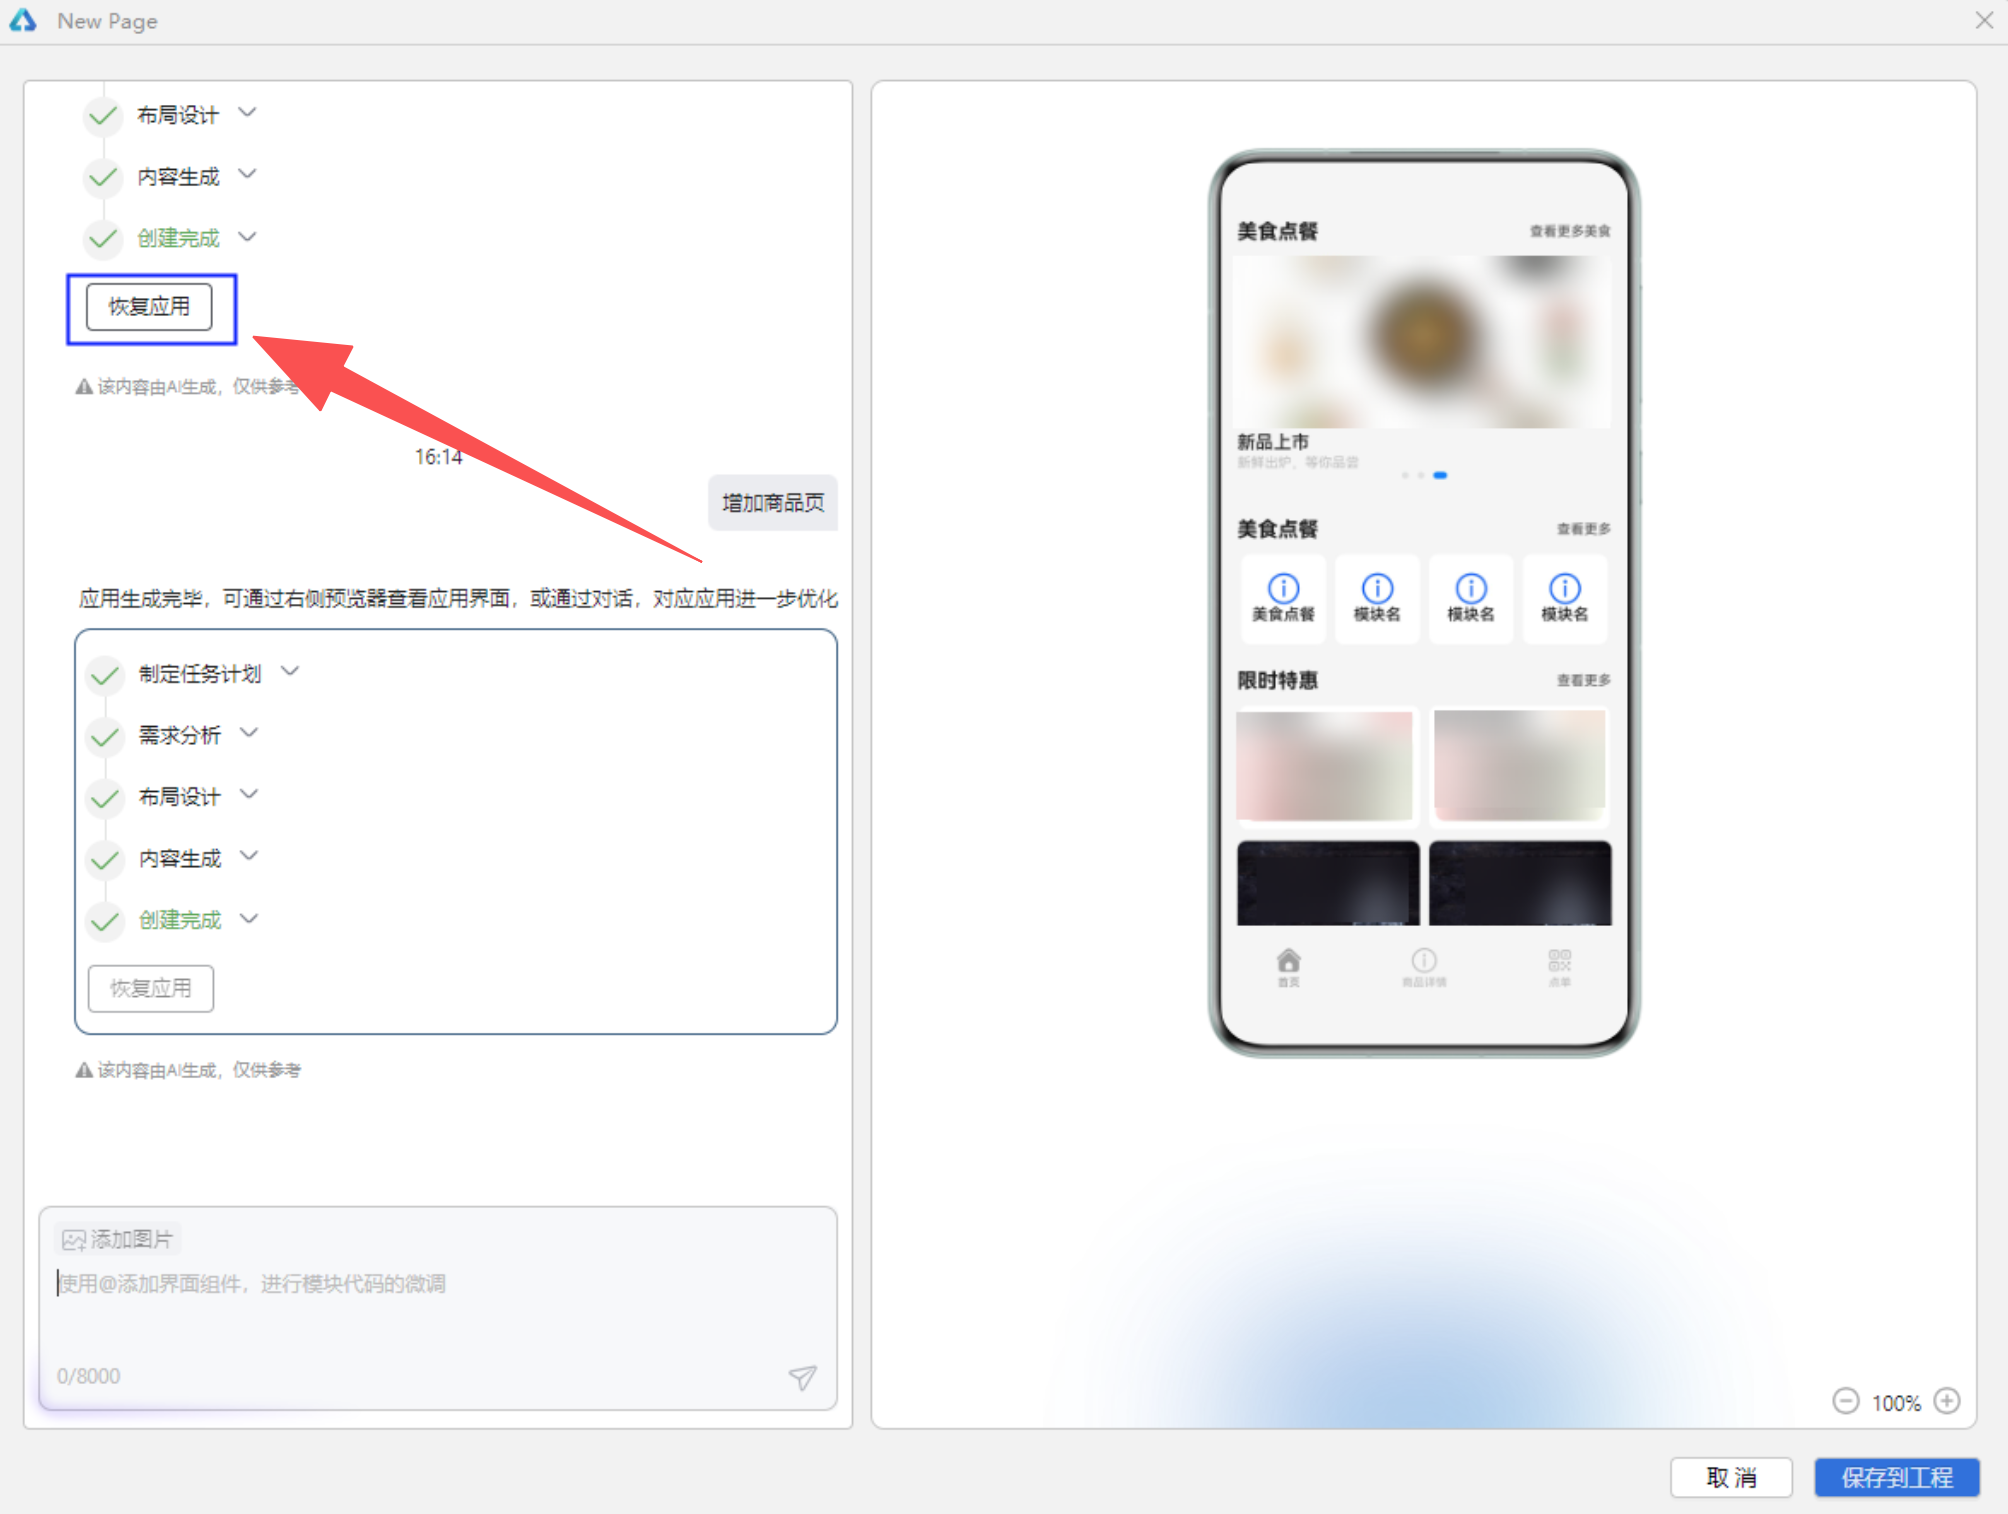 New Page
布局设计
内容生成
创建完成
恢复应用
该内容由AI生成，仅供参考
16:14
增加商品页
应用生成完毕，可通过右侧预览器查看应用界面，或通过对话，对应应用进一步优化
制定任务计划
需求分析
布局设计
内容生成
创建完成
恢复应用
该内容由AI生成，仅供参考
添加图片
使用@添加界面组件，进行模块代码的微调
0/8000
美食点餐
查看更多美食
新品上市
新鲜出炉，等你品尝
美食点餐
查看更多
美食点餐
模块名
模块名
模块名
限时特惠
查看更多
首页
商品详情
点单
100%
取消
保存到工程